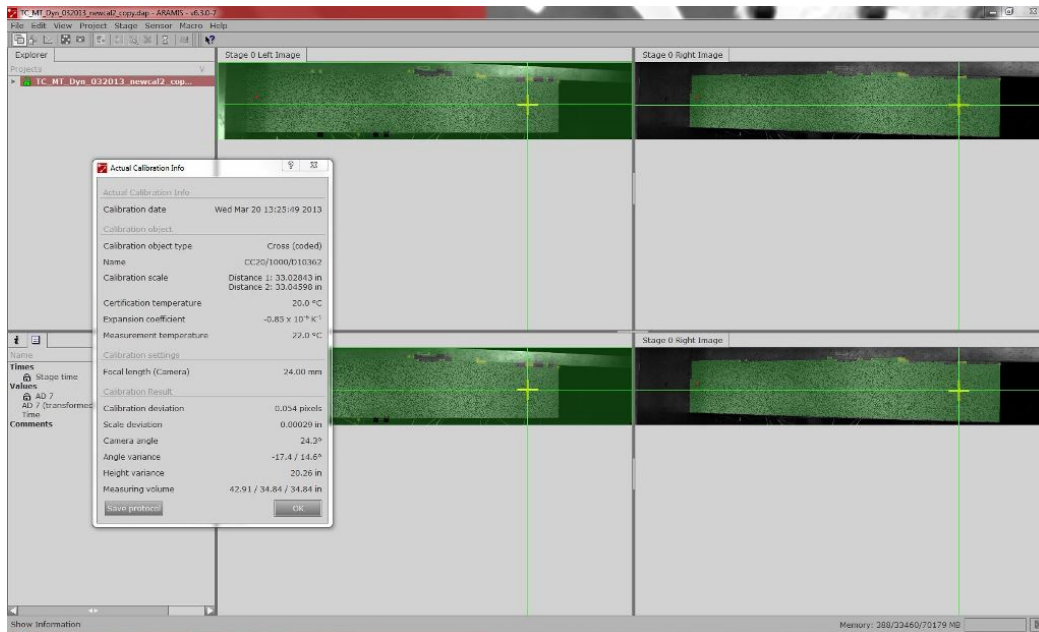 TC_MT_Dyn_032013_newcal2_copy.dap - ARAMIS - v6.3.0-7
File Edit View Project Stage Sensor Macro Help
Explorer
Stage 0 Left Image
Stage 0 Right Image
Projects
TC_MT_Dyn_032013_newcal2_cop...
Actual Calibration Info
Actual Calibration Info
Calibration date Wed Mar 20 13:25:49 2013
Calibration object
Calibration object type Cross (coded)
Name CC20/1000/D10362
Calibration scale Distance 1: 33.02843 in
Distance 2: 33.04598 in
Certification temperature 20.0 °C
Expansion coefficient -0.85 x 10⁻⁶ K⁻¹
Measurement temperature 22.0 °C
Calibration settings
Focal length (Camera) 24.00 mm
Calibration Result
Calibration deviation 0.054 pixels
Scale deviation 0.00029 in
Camera angle 24.3°
Angle variance -17.4 / 14.6°
Height variance 20.26 in
Measuring volume 42.91 / 34.84 / 34.84 in
Save protocol OK
Stage 0 Right Image
Name
Times
Stage time
Values
AD 7
AD 7 (transformed
Time
Comments
Show Information
Memory: 388/33460/70179 MB